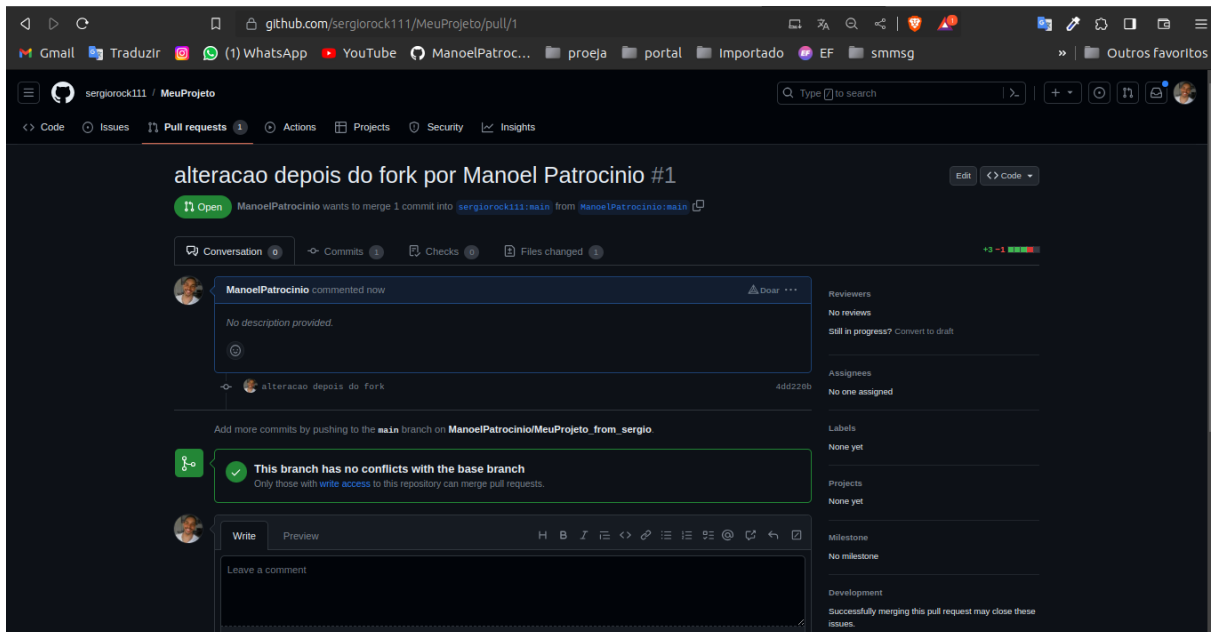 github.com/sergiorock111/MeuProjeto/pull/1
Gmail Traduzir (1) WhatsApp YouTube ManoelPatroc... proeja portal Importado EF EF smmsg » Outros favoritos
sergiorock111 / MeuProjeto Type / to search
Code Issues Pull requests 1 Actions Projects Security Insights
alteracao depois do fork por Manoel Patrocinio #1 Edit <> Code
Open ManoelPatrocinio wants to merge 1 commit into sergiorock111:main from ManoelPatrocinio:main
Conversation 0 Commits 1 Checks 0 Files changed 1 +3 −1
ManoelPatrocinio commented now Doar ...
No description provided.
alteracao depois do fork 4dd220b
Add more commits by pushing to the main branch on ManoelPatrocinio/MeuProjeto_from_sergio.
This branch has no conflicts with the base branch
Only those with write access to this repository can merge pull requests.
Write Preview H B I
Leave a comment
Reviewers
No reviews
Still in progress? Convert to draft
Assignees
No one assigned
Labels
None yet
Projects
None yet
Milestone
No milestone
Development
Successfully merging this pull request may close these
issues.